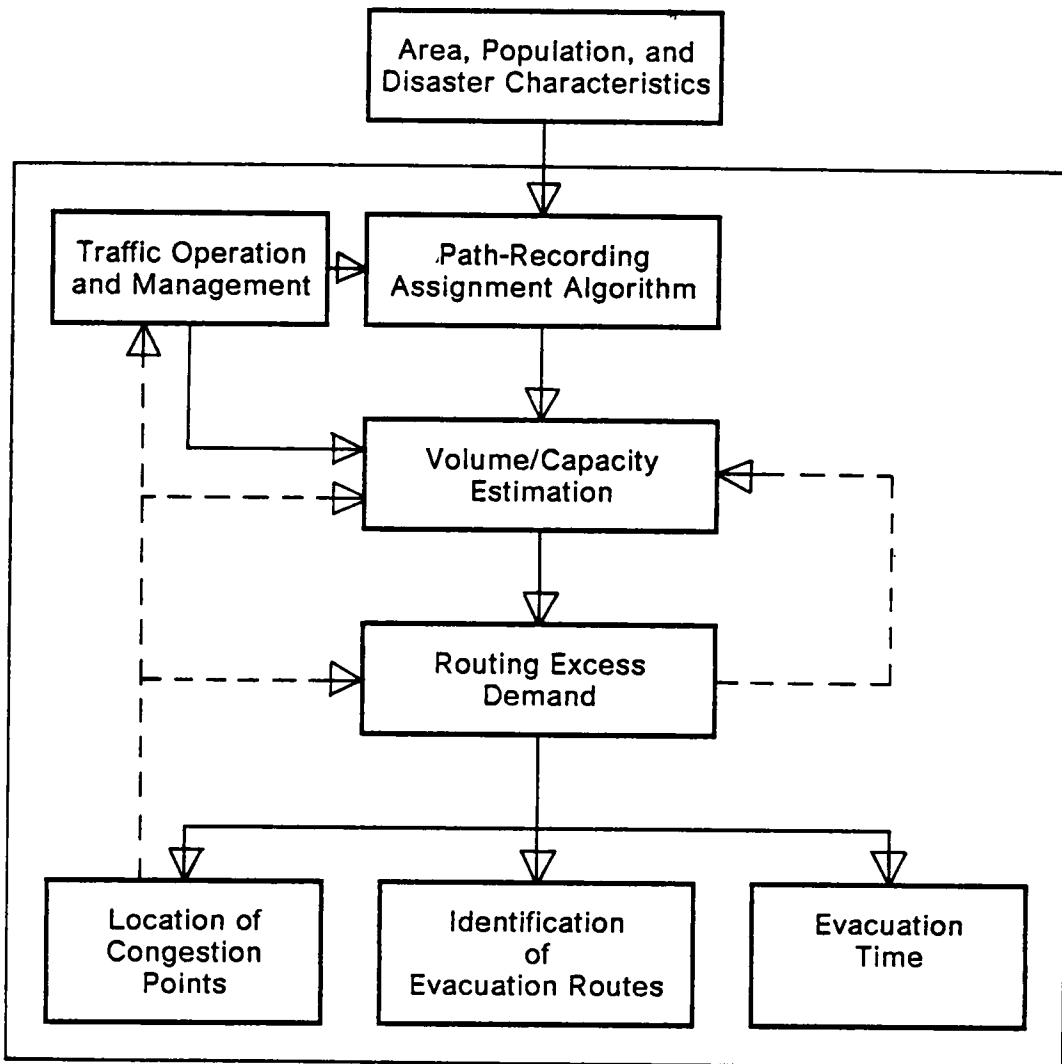 Area, Population, and
Disaster Characteristics
Traffic Operation
and Management
Path-Recording
Assignment Algorithm
Volume/Capacity
Estimation
Routing Excess
Demand
Location of
Congestion
Points
Identification
of
Evacuation Routes
Evacuation
Time